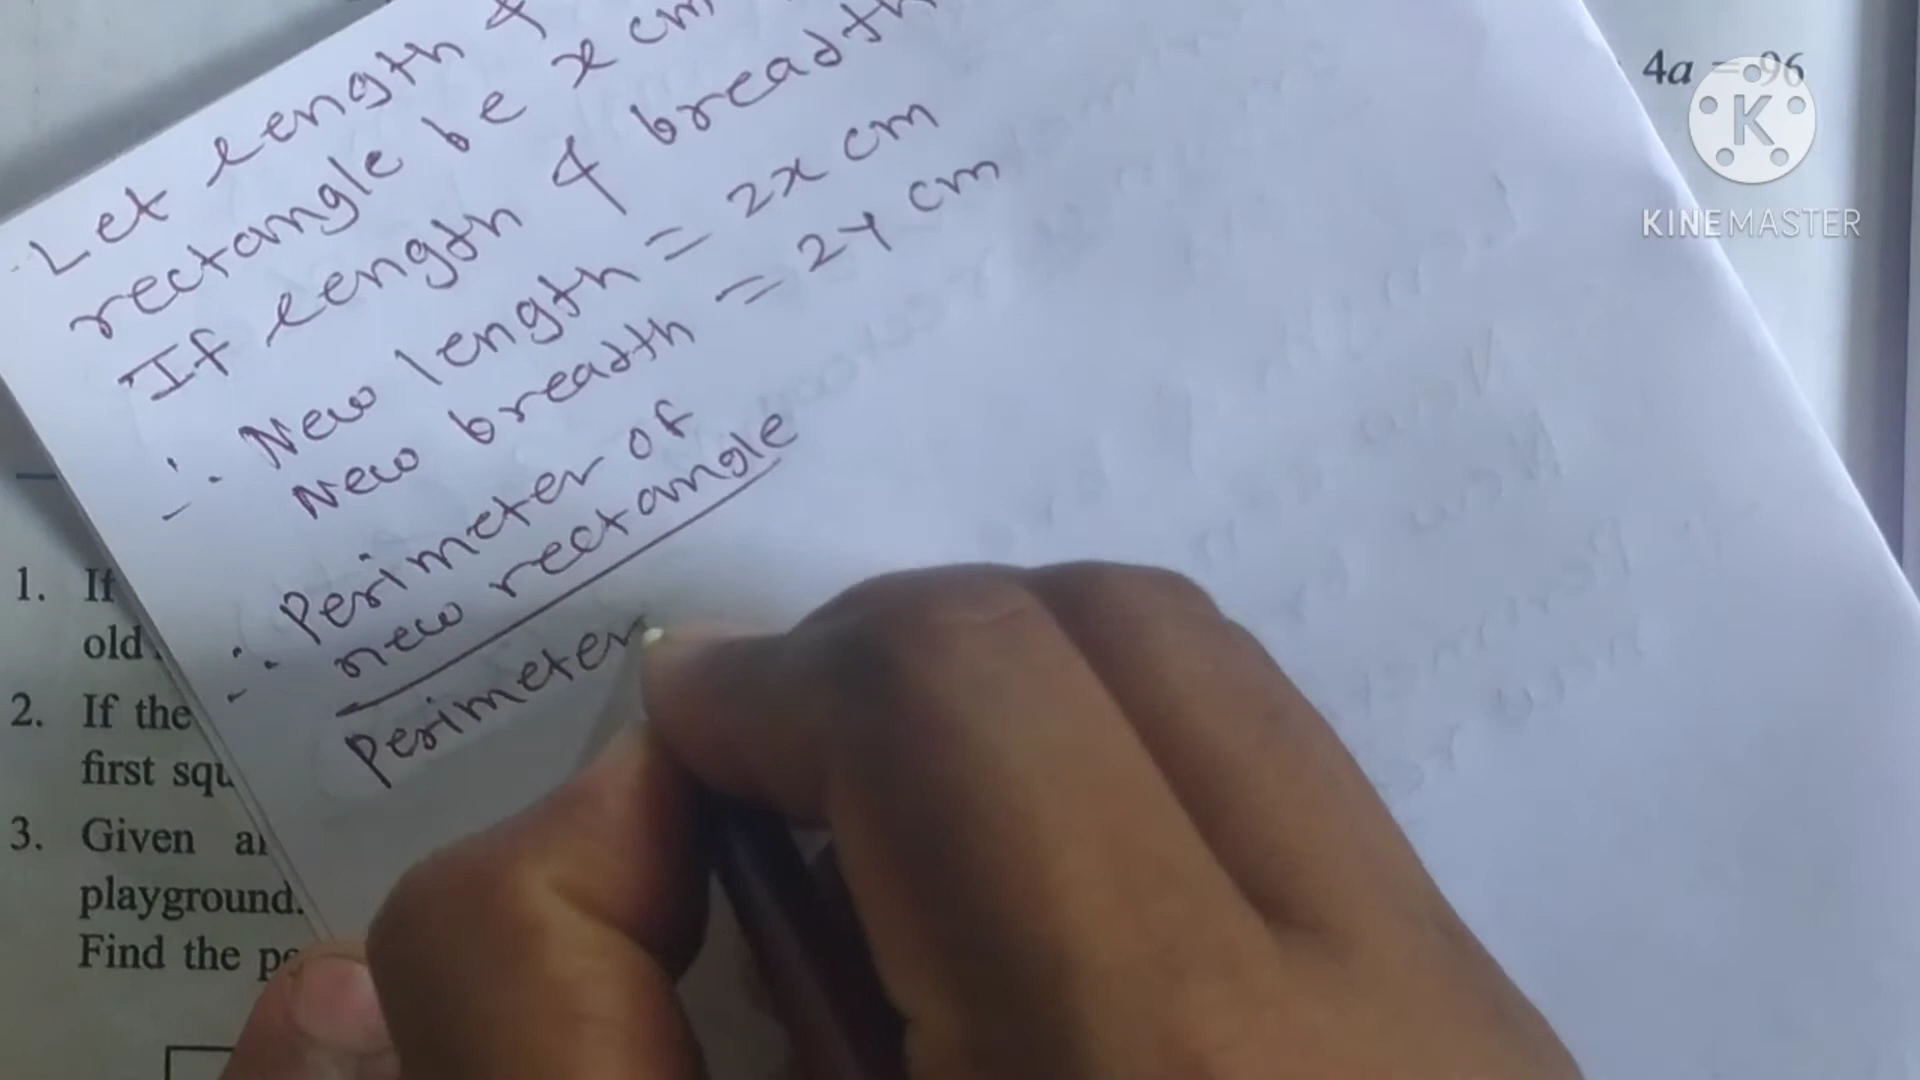 Let length &
rectangle be x cm
If length & breadth
∴ New length = 2x cm
New breadth = 2y cm
∴ Perimeter of
new rectangle
Perimeter
4a = 96
K
KINEMASTER
1. If
old
2. If the
first squ
3. Given
playground.
Find the